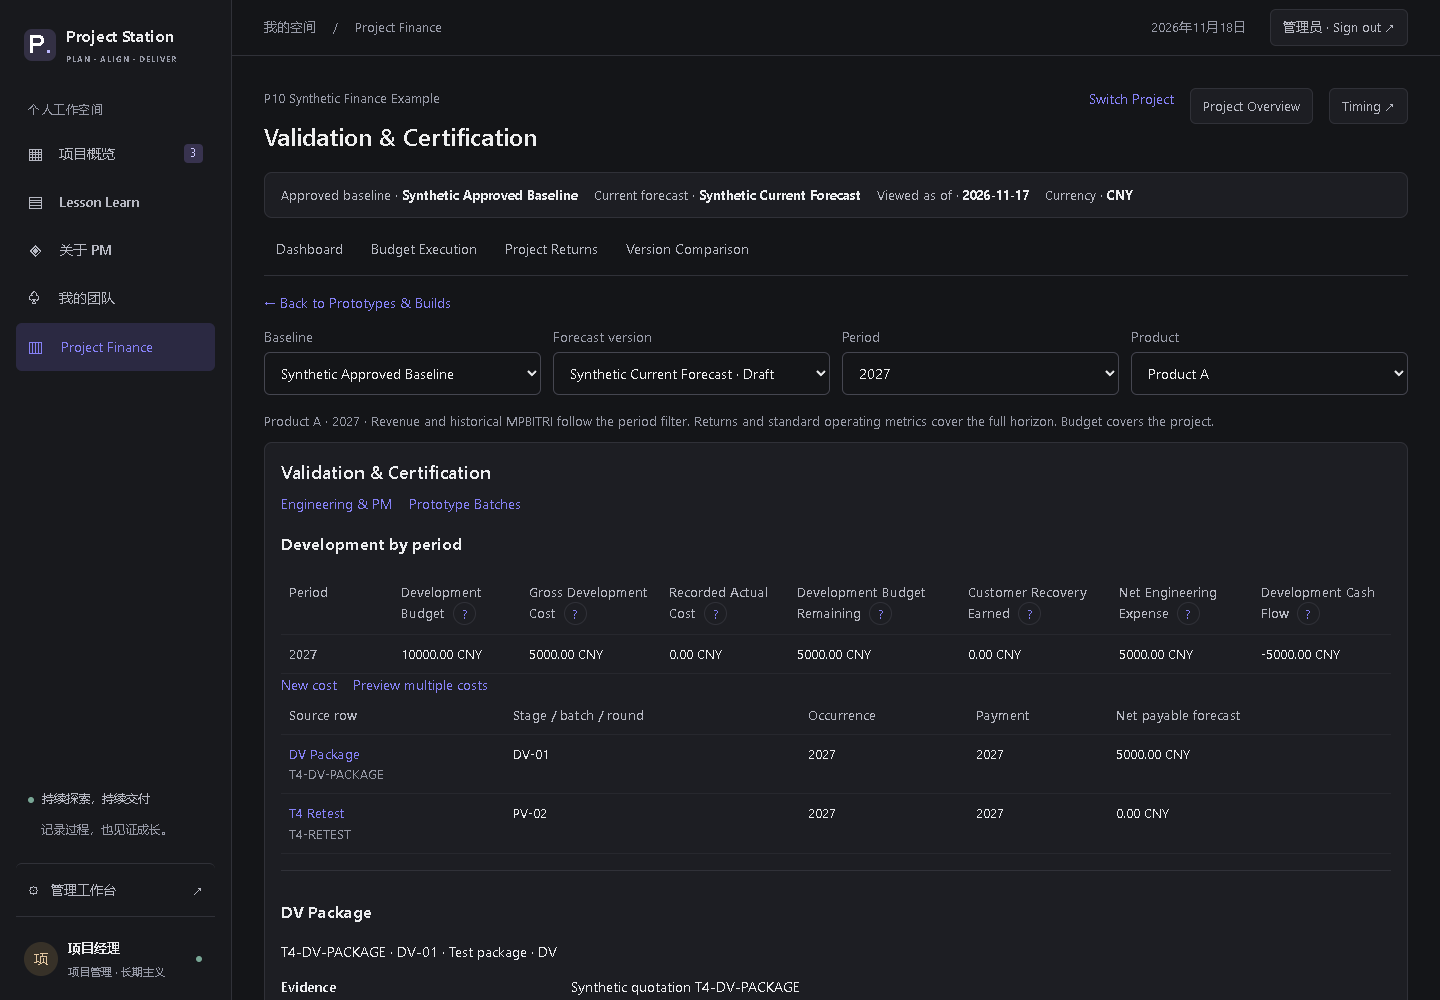 P.
Project Station
PLAN · ALIGN · DELIVER
个人工作空间
项目概览
3
Lesson Learn
关于 PM
我的团队
Project Finance
持续探索，持续交付
记录过程，也见证成长。
管理工作台 ↗
项
项目经理
项目管理 · 长期主义
我的空间 / Project Finance
2026年11月18日
管理员 · Sign out ↗
P10 Synthetic Finance Example
Switch Project
Project Overview
Timing ↗
Validation & Certification
Approved baseline · Synthetic Approved Baseline Current forecast · Synthetic Current Forecast Viewed as of · 2026-11-17 Currency · CNY
Dashboard Budget Execution Project Returns Version Comparison
← Back to Prototypes & Builds
Baseline Forecast version Period Product
Synthetic Approved Baseline Synthetic Current Forecast · Draft 2027 Product A
Product A · 2027 · Revenue and historical MPBITRI follow the period filter. Returns and standard operating metrics cover the full horizon. Budget covers the project.
Validation & Certification
Engineering & PM Prototype Batches
Development by period
Period Development Gross Development Recorded Actual Development Budget Customer Recovery Net Engineering Development Cash
Budget ? Cost ? Cost ? Remaining ? Earned ? Expense ? Flow ?
2027 10000.00 CNY 5000.00 CNY 0.00 CNY 5000.00 CNY 0.00 CNY 5000.00 CNY -5000.00 CNY
New cost Preview multiple costs
Source row Stage / batch / round Occurrence Payment Net payable forecast
DV Package DV-01 2027 2027 5000.00 CNY
T4-DV-PACKAGE
T4 Retest PV-02 2027 2027 0.00 CNY
T4-RETEST
DV Package
T4-DV-PACKAGE · DV-01 · Test package · DV
Evidence Synthetic quotation T4-DV-PACKAGE